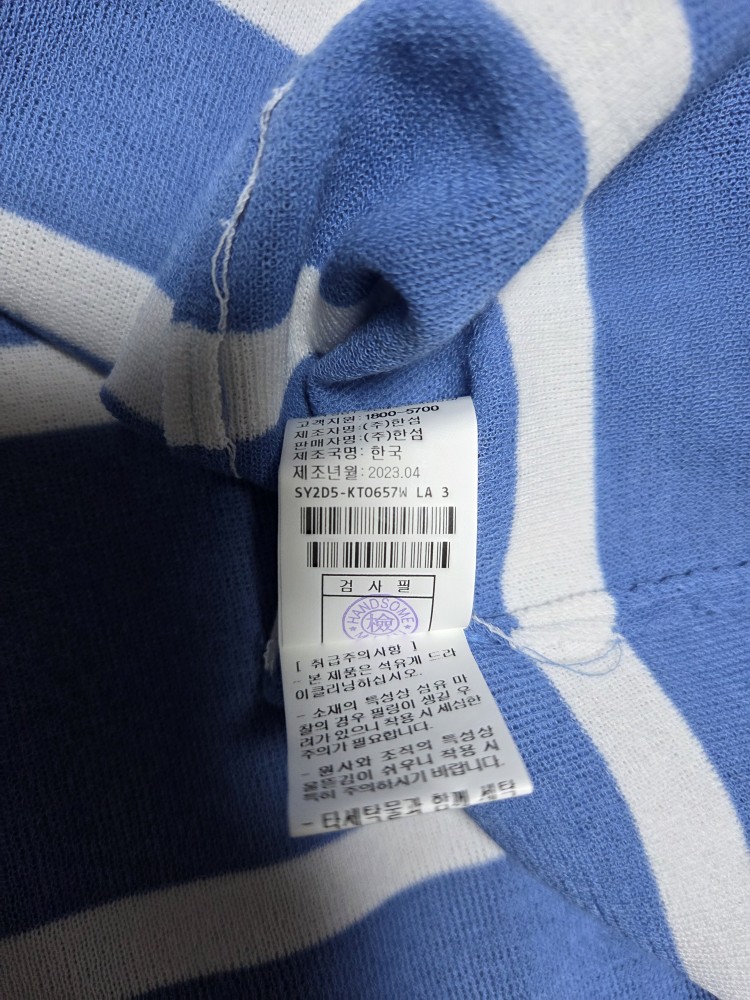 고객지원: 1800-5700
제조자명: (주)한섬
판매자명: (주)한섬
제조국명: 한국
제조년월: 2023.04
SY2D5-KTO657W LA 3
검 사 필
HANDSOME
檢
[ 취급주의사항 ]
- 본 제품은 석유계 드라
이클리닝하십시오.
- 소재의 특성상 섬유 마
찰의 경우 필링이 생길 우
려가 있으니 착용 시 세심한
주의가 필요합니다.
- 원사와 조직의 특성상
올뜯김이 쉬우니 착용 시
특히 주의하시기 바랍니다.
- 타세탁물과 함께 세탁